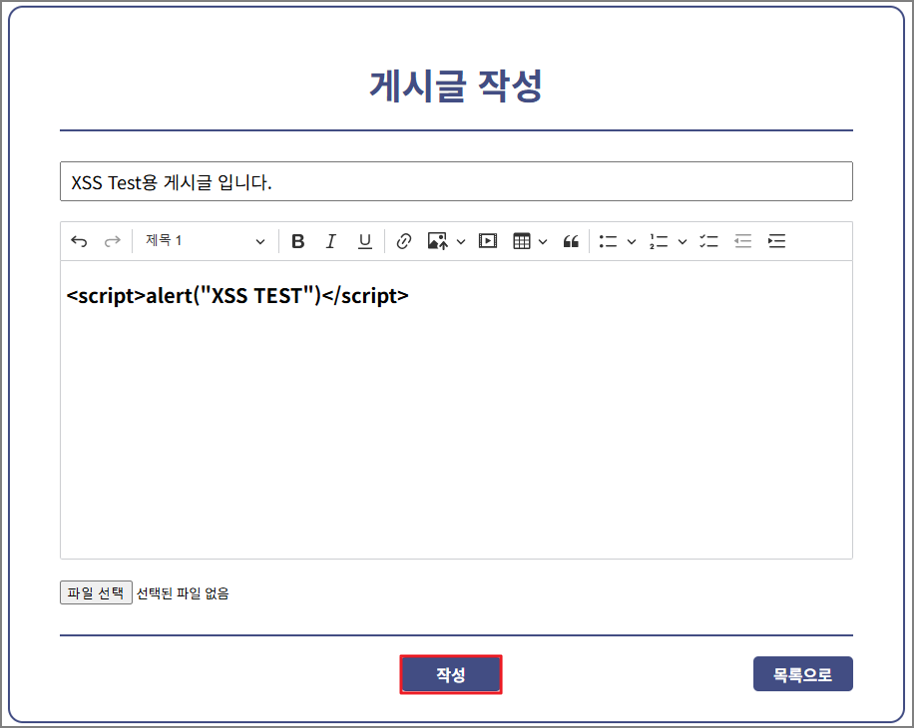 게시글 작성
XSS Test용 게시글 입니다.
제목 1 B I U
<script>alert("XSS TEST")</script>
파일 선택 선택된 파일 없음
작성 목록으로